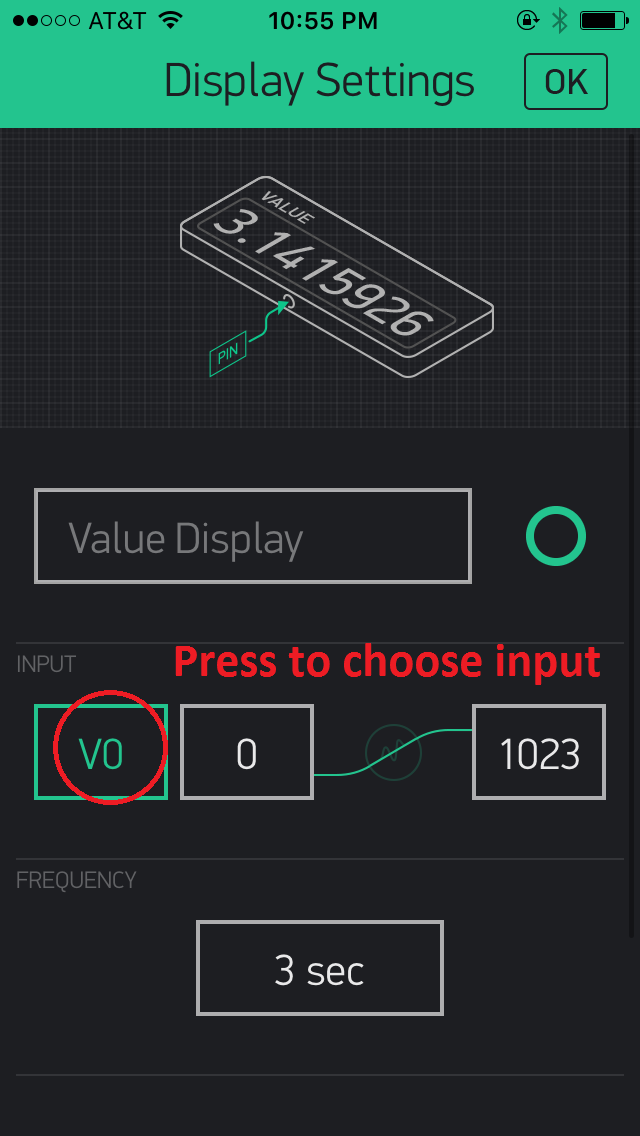 AT&T 10:55 PM
Display Settings OK
VALUE
3.1415926
PIN
Value Display
INPUT Press to choose input
V0 0 1023
FREQUENCY
3 sec